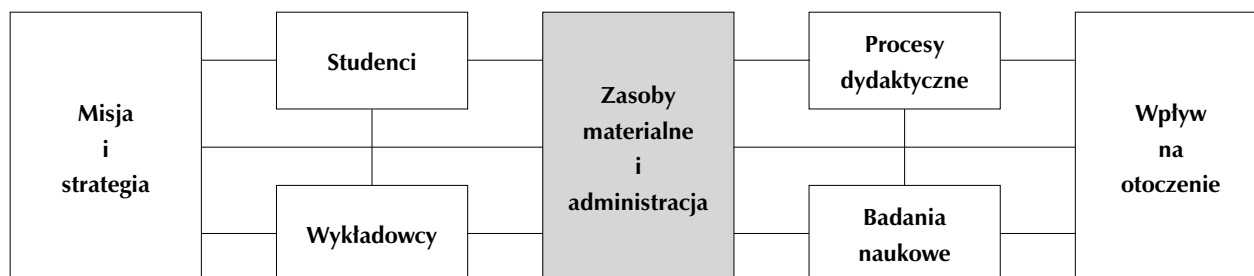 Misja
i
strategia
Studenci
Wykładowcy
Zasoby
materialne
i
administracja
Procesy
dydaktyczne
Badania
naukowe
Wpływ
na
otoczenie